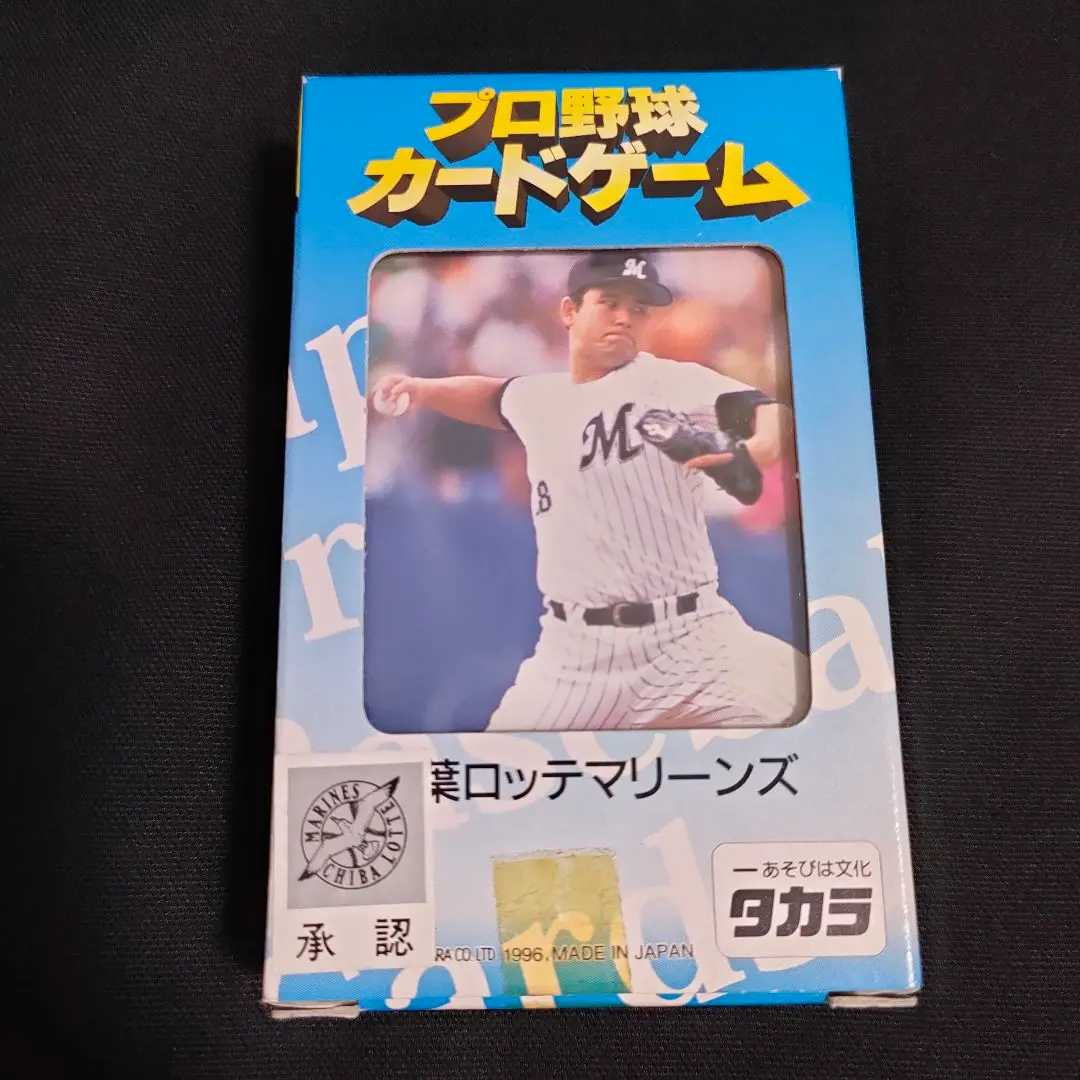 プロ野球
カードゲーム
M
M
18
葉ロッテマリーンズ
MARINES
CHIBA LOTTE
承認
ーあそびは文化
タカラ
RA CO.LTD 1996. MADE IN JAPAN